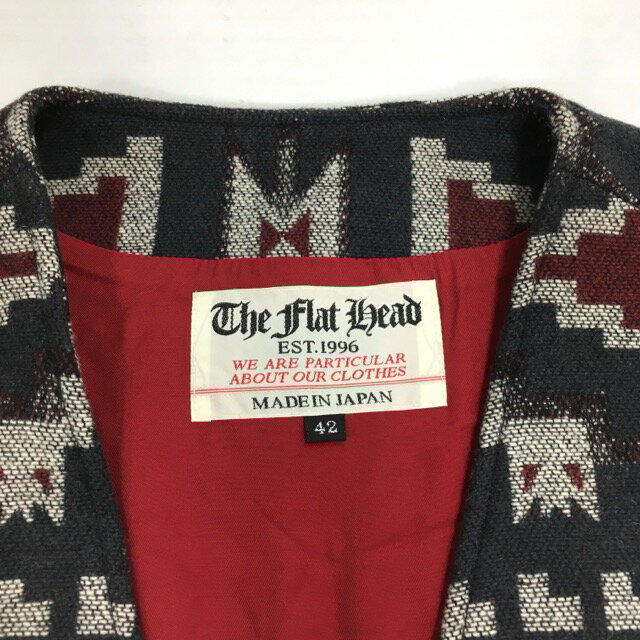 The Flat Head
EST.1996
WE ARE PARTICULAR
ABOUT OUR CLOTHES
MADE IN JAPAN
42